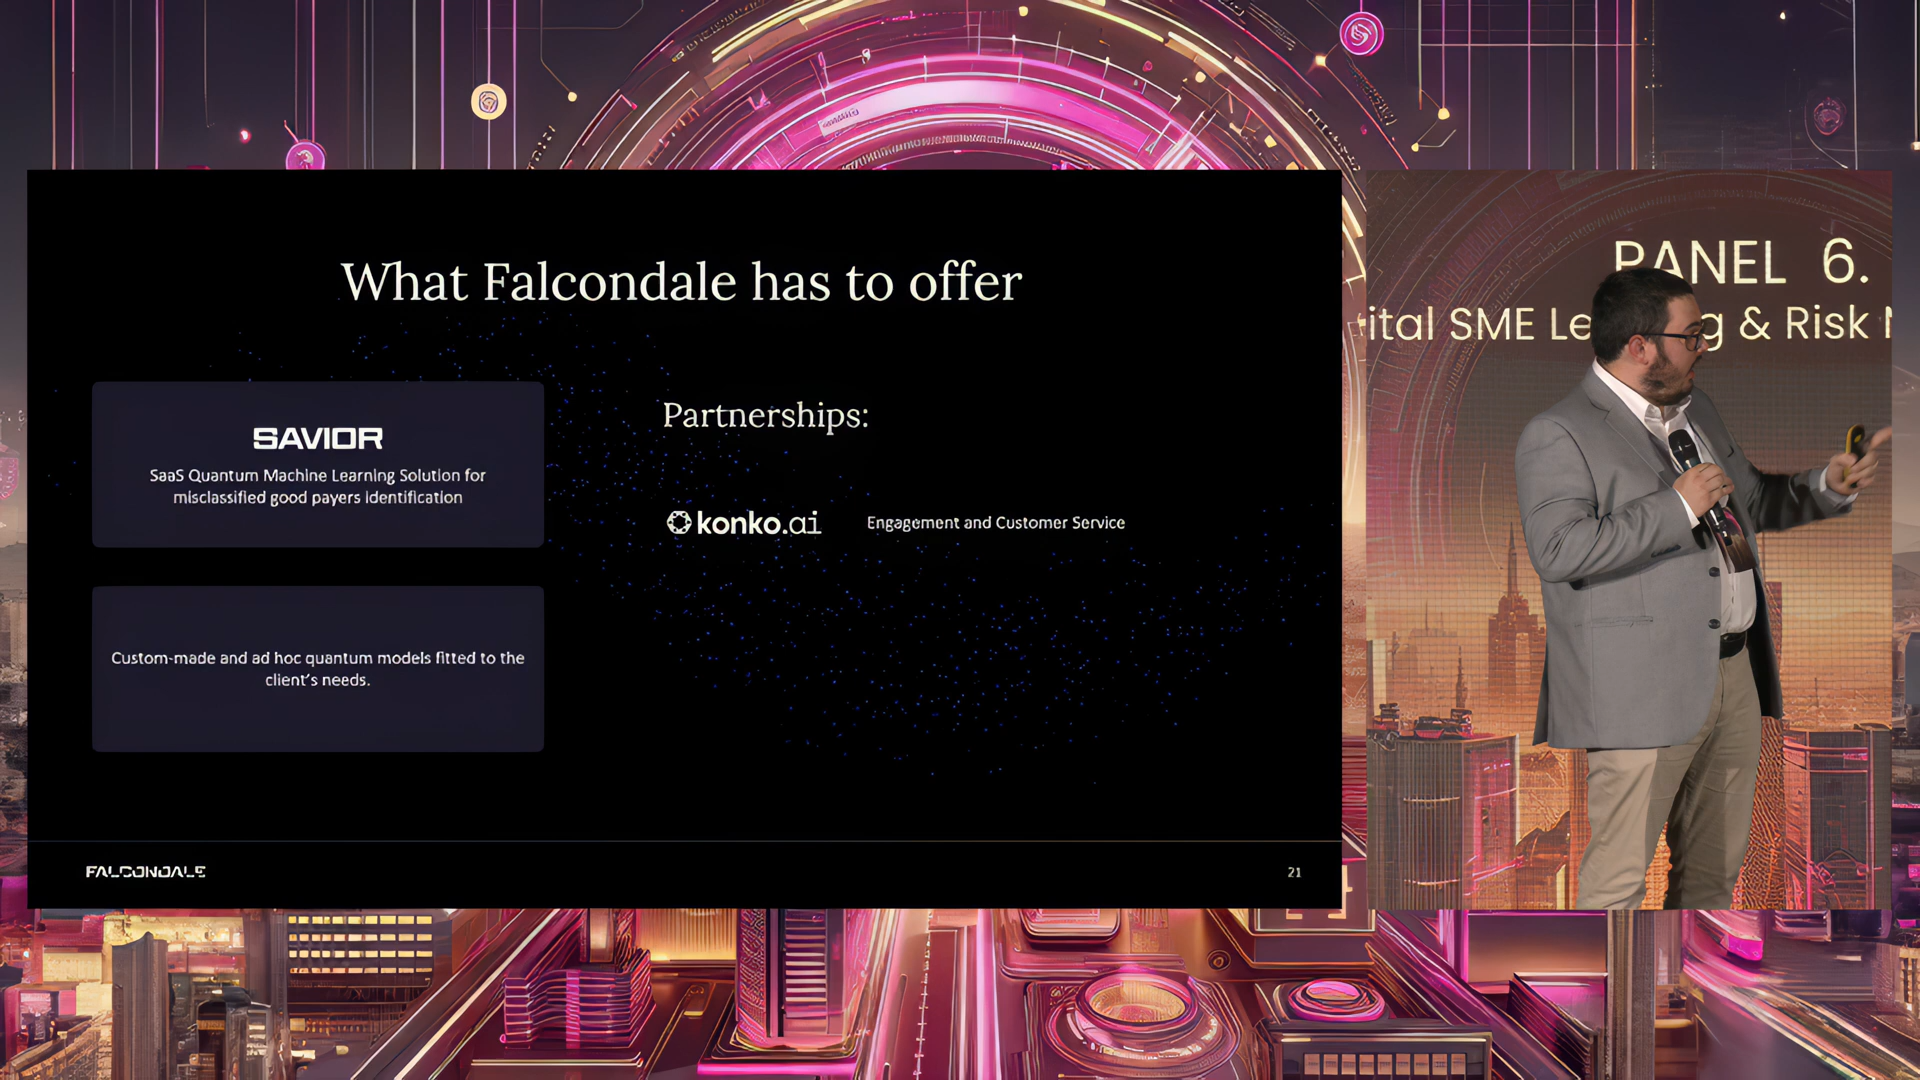 What Falcondale has to offer
SAVIOR
SaaS Quantum Machine Learning Solution for
misclassified good payers identification
Custom-made and ad hoc quantum models fitted to the
client's needs.
Partnerships:
konko.ai
Engagement and Customer Service
FALCONDALE
21
PANEL 6.
ital SME Le g & Risk